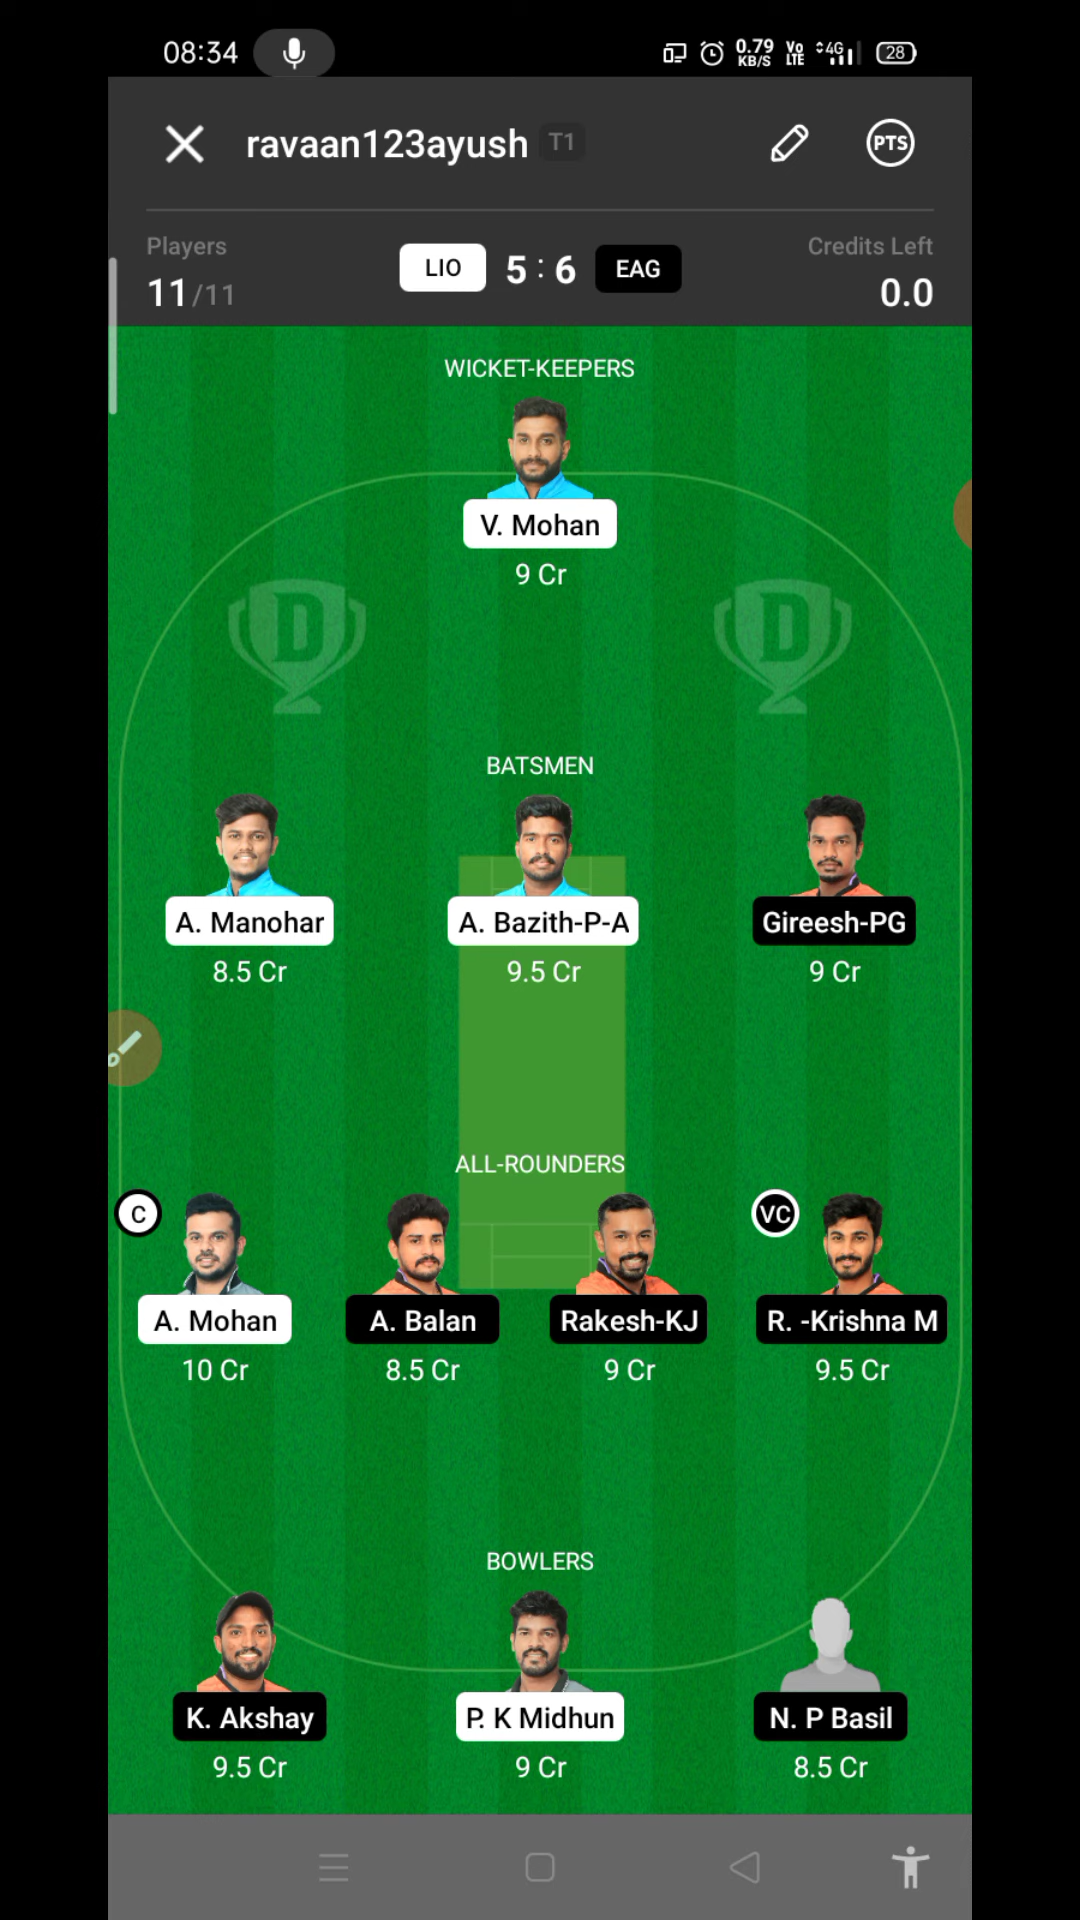 08:34
0.79 KB/S
Vo LTE
4G
28
ravaan123ayush T1
PTS
Players
11/11
LIO 5 : 6 EAG
Credits Left
0.0
WICKET-KEEPERS
V. Mohan
9 Cr
D D
BATSMEN
A. Manohar A. Bazith-P-A Gireesh-PG
8.5 Cr 9.5 Cr 9 Cr
ALL-ROUNDERS
C VC
A. Mohan A. Balan Rakesh-KJ R. -Krishna M
10 Cr 8.5 Cr 9 Cr 9.5 Cr
BOWLERS
K. Akshay P. K Midhun N. P Basil
9.5 Cr 9 Cr 8.5 Cr